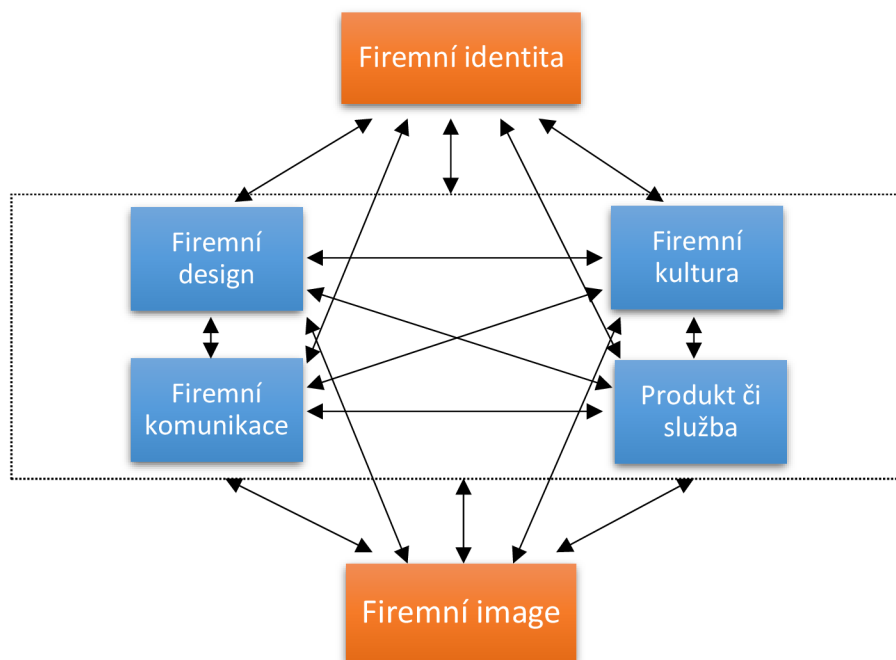 Firemní identita
Firemní
design
Firemní
kultura
Firemní
komunikace
Produkt či
služba
Firemní image